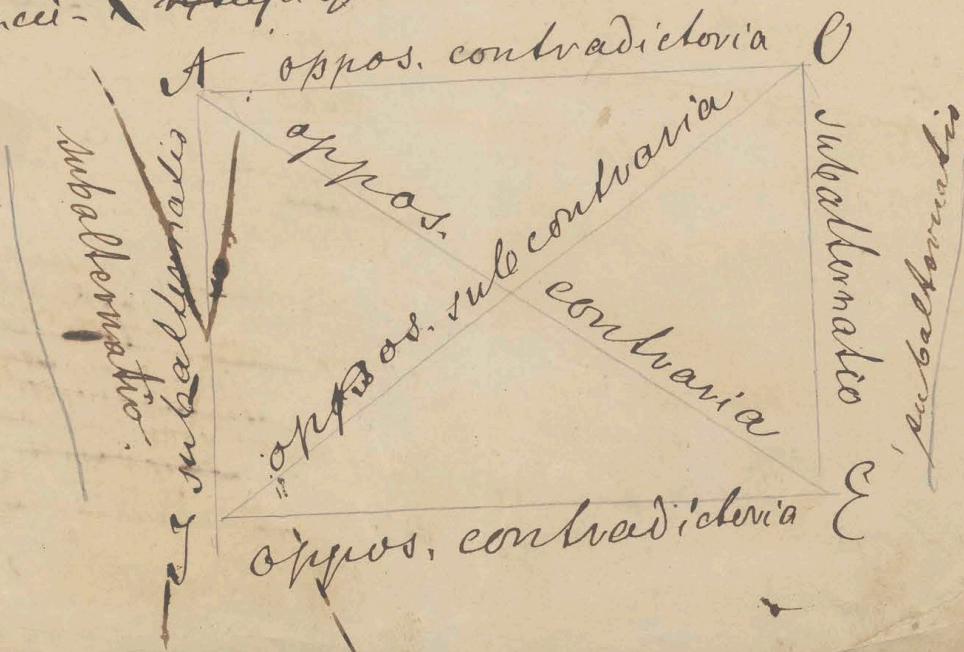 A oppos. contradictoria O
oppos. contraria
oppos. subcontraria
subalternatio.
subalternatio
subalternatio
subalternatio
I oppos. contradictoria E